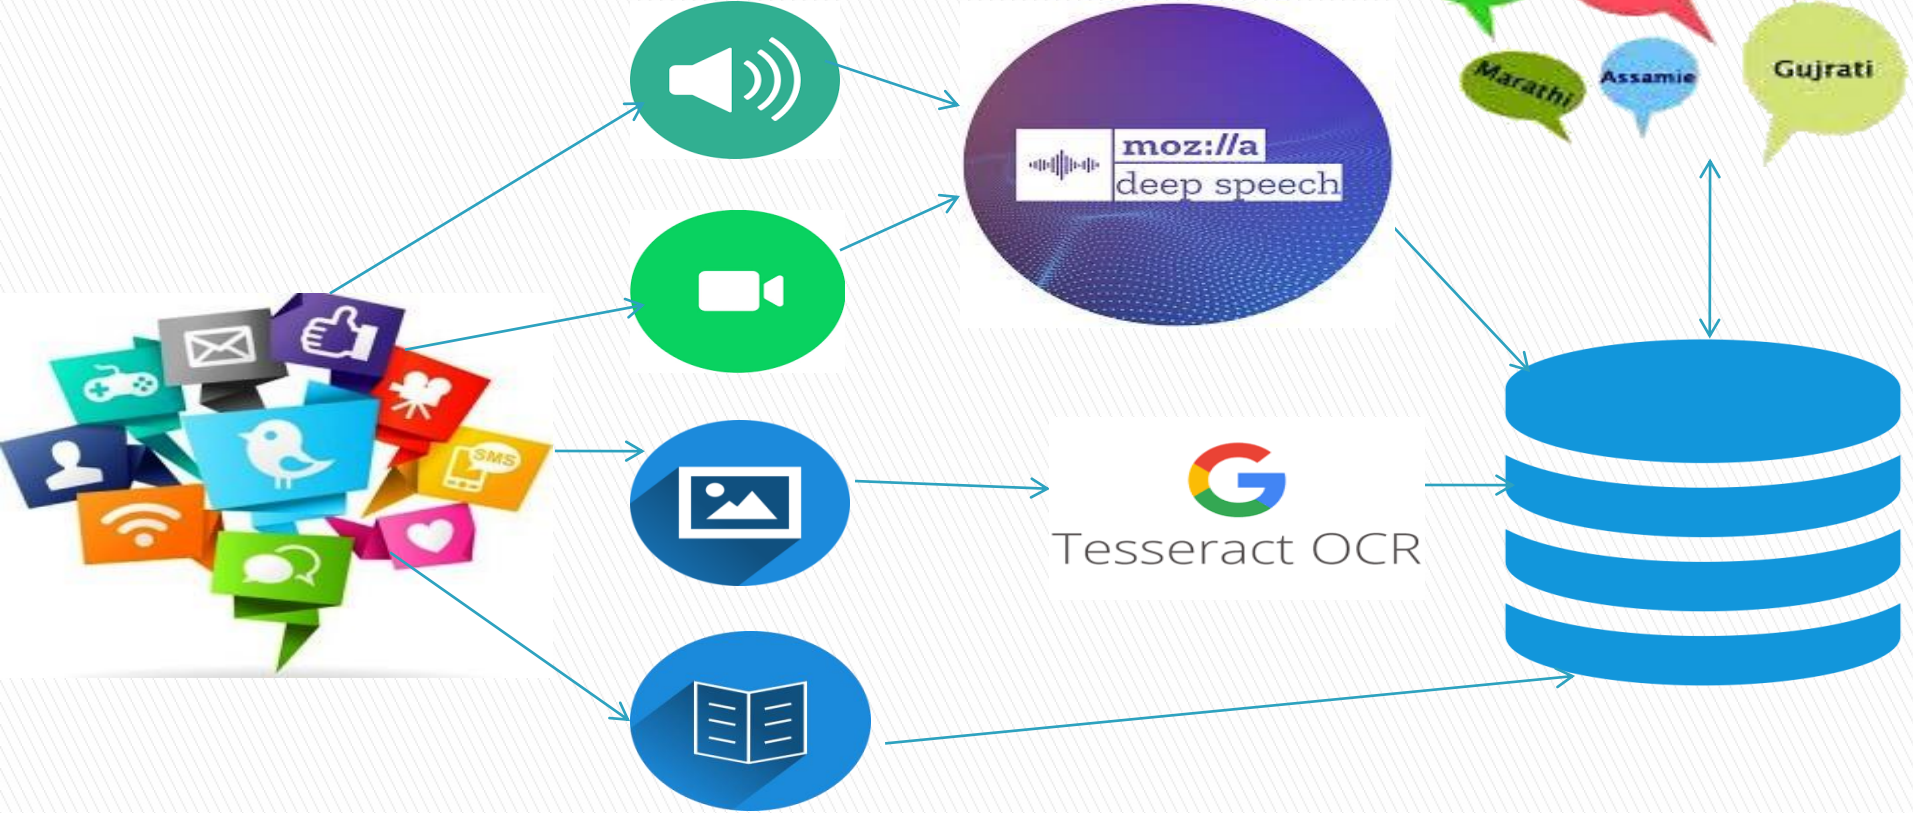 moz://a
deep speech
Marathi
Assamie
Gujrati
SMS
Tesseract OCR